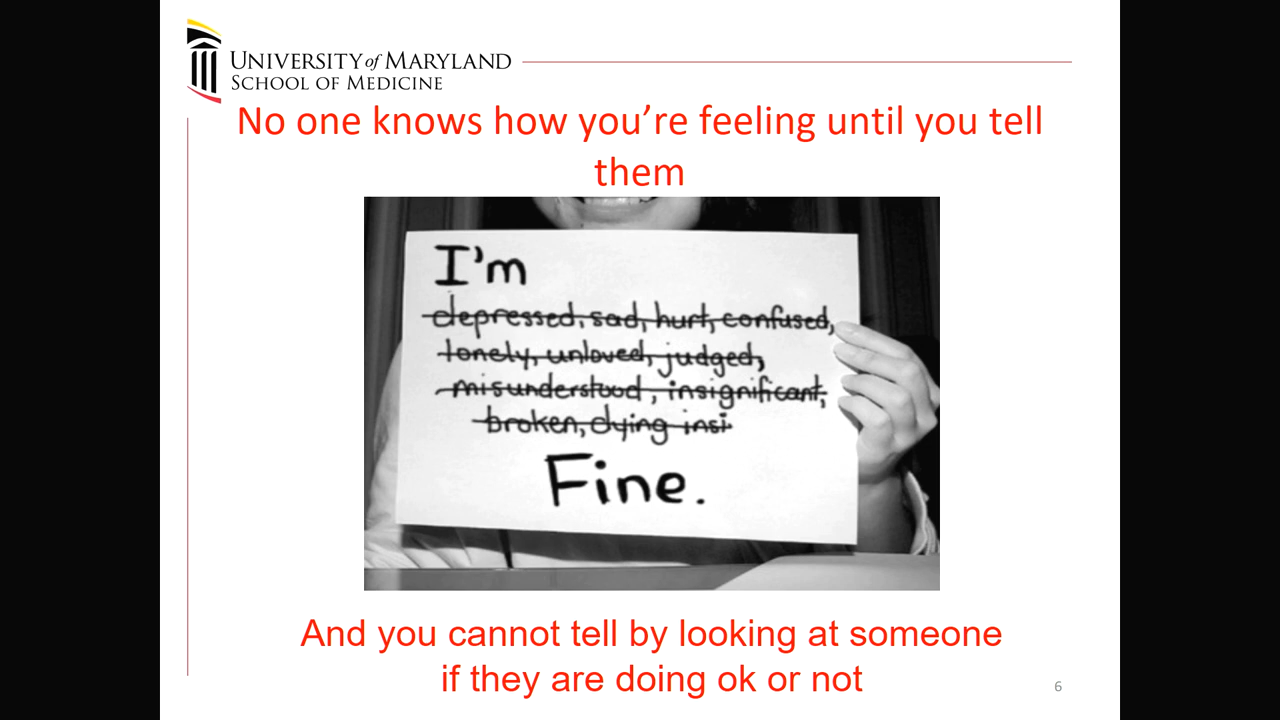 UNIVERSITY of MARYLAND
SCHOOL OF MEDICINE
No one knows how you’re feeling until you tell
them
I'm
depressed, sad, hurt, confused,
lonely, unloved, judged,
misunderstood, insignificant,
broken, dying insi
Fine.
And you cannot tell by looking at someone
if they are doing ok or not
6